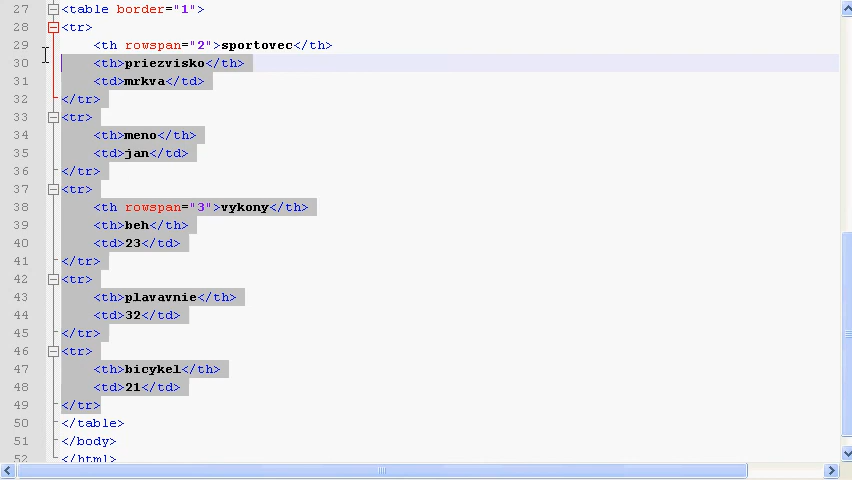 27 <table border="1">
28 <tr>
29 <th rowspan="2">sportovec</th>
30 <th>priezvisko</th>
31 <td>mrkva</td>
32 </tr>
33 <tr>
34 <th>meno</th>
35 <td>jan</td>
36 </tr>
37 <tr>
38 <th rowspan="3">vykony</th>
39 <th>beh</th>
40 <td>23</td>
41 </tr>
42 <tr>
43 <th>plavavnie</th>
44 <td>32</td>
45 </tr>
46 <tr>
47 <th>bicykel</th>
48 <td>21</td>
49 </tr>
50 </table>
51 </body>
52 </html>